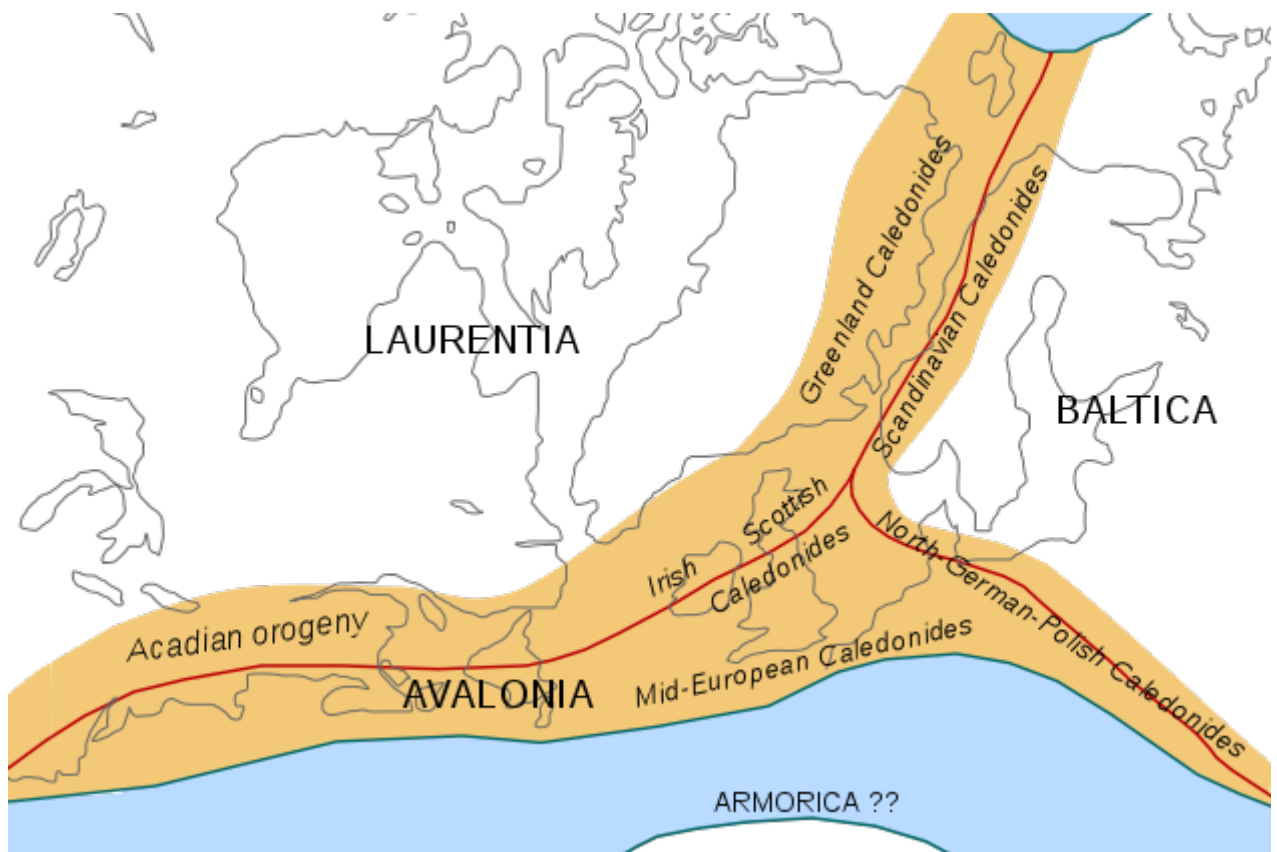 Greenland Caledonides
Scandinavian Caledonides
LAURENTIA
BALTICA
Scottish
Irish
Caledonides
North-German-Polish Caledonides
Acadian orogeny
Mid-European Caledonides
AVALONIA
ARMORICA ??